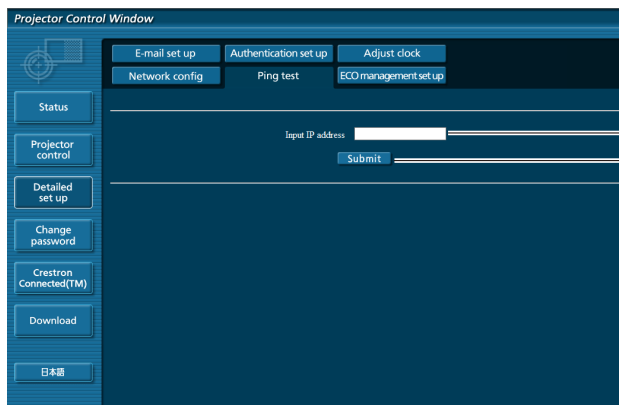 Projector Control Window
E-mail set up
Authentication set up
Adjust clock
Network config
Ping test
ECO management set up
Status
Projector
control
Detailed
set up
Change
password
Crestron
Connected(TM)
Download
日本語
Input IP address
Submit